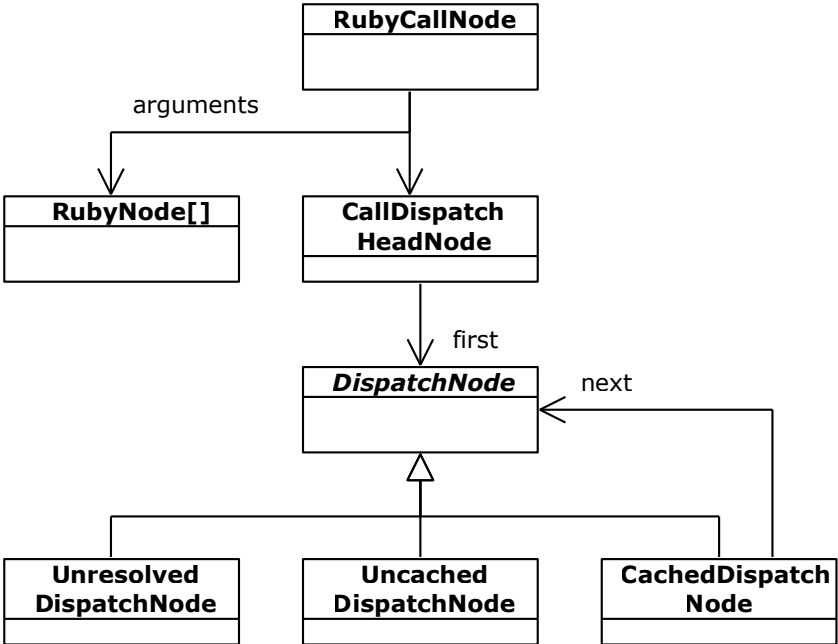 RubyCallNode
arguments
RubyNode[]
CallDispatch
HeadNode
first
DispatchNode
next
Unresolved
DispatchNode
Uncached
DispatchNode
CachedDispatch
Node